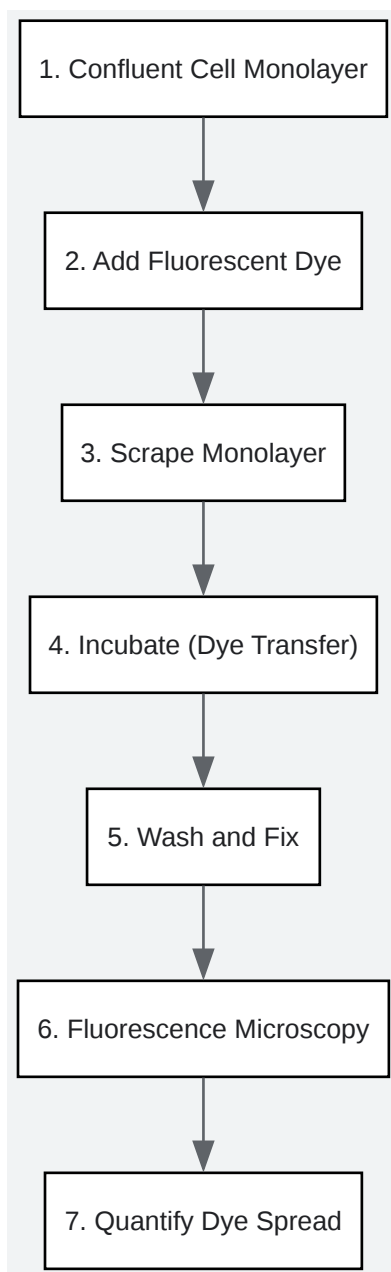 1. Confluent Cell Monolayer
2. Add Fluorescent Dye
3. Scrape Monolayer
4. Incubate (Dye Transfer)
5. Wash and Fix
6. Fluorescence Microscopy
7. Quantify Dye Spread